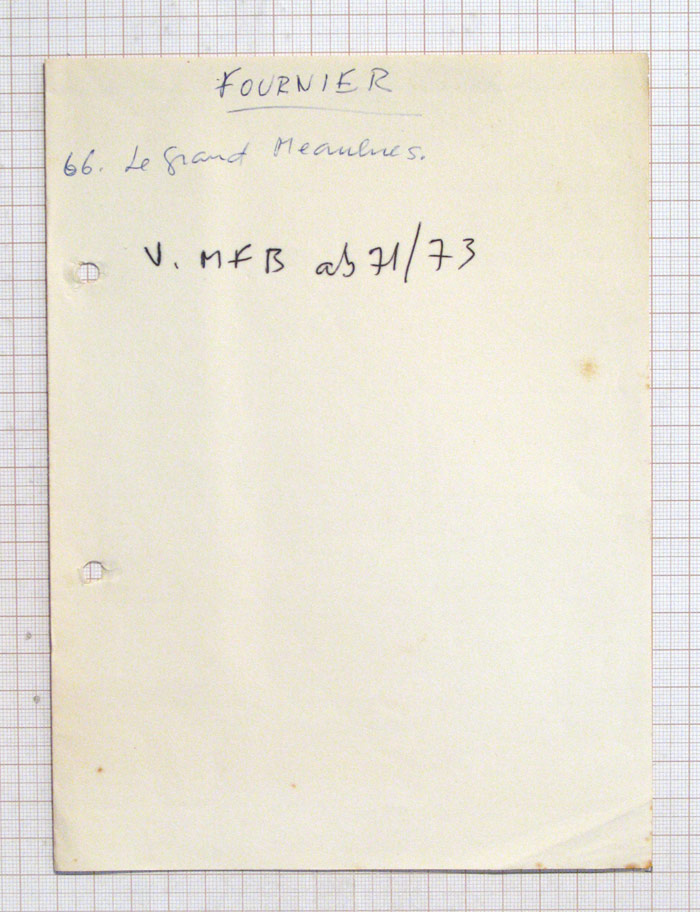 FOURNIER
66. Le Grand Meaulnes.
V. MFB ab 71/73